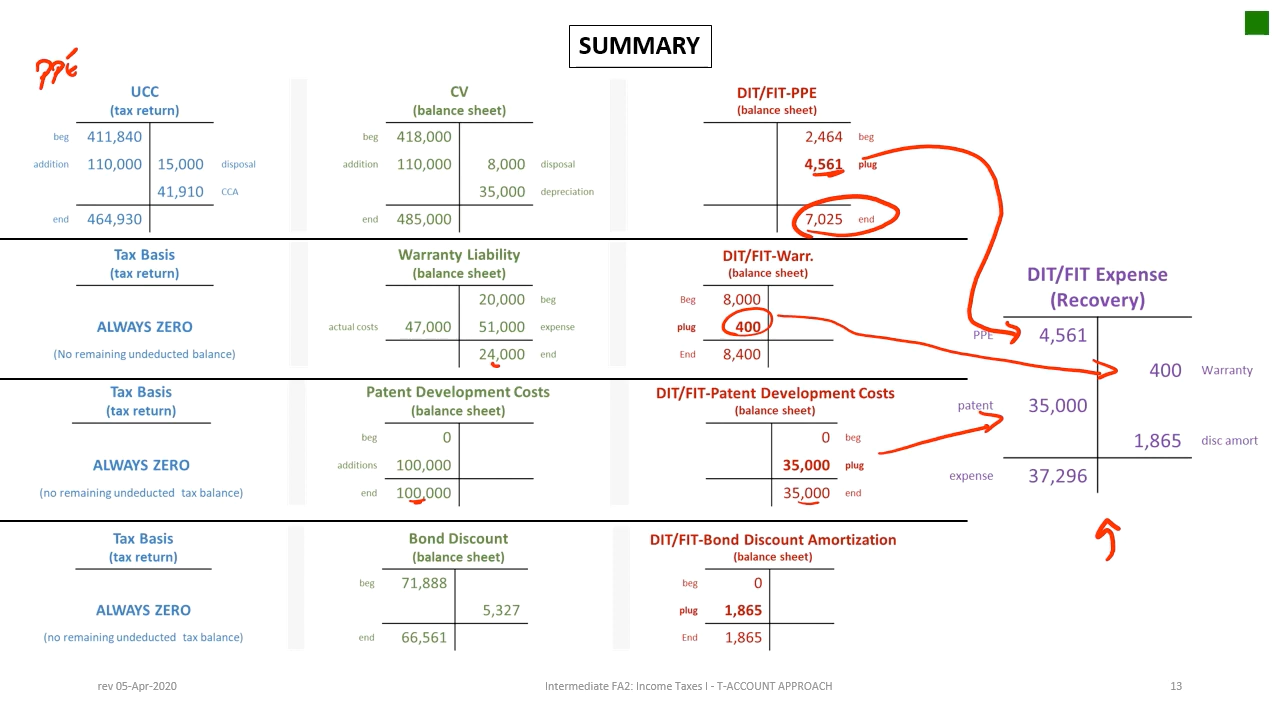 SUMMARY
PPE
UCC
(tax return)
beg 411,840
addition 110,000 15,000 disposal
41,910 CCA
end 464,930
CV
(balance sheet)
beg 418,000
addition 110,000 8,000 disposal
35,000 depreciation
end 485,000
DIT/FIT-PPE
(balance sheet)
2,464 beg
4,561 plug
7,025 end
Tax Basis
(tax return)
ALWAYS ZERO
(No remaining undeducted balance)
Warranty Liability
(balance sheet)
20,000 beg
actual costs 47,000 51,000 expense
24,000 end
DIT/FIT-Warr.
(balance sheet)
Beg 8,000
plug 400
End 8,400
Tax Basis
(tax return)
ALWAYS ZERO
(no remaining undeducted tax balance)
Patent Development Costs
(balance sheet)
beg 0
additions 100,000
end 100,000
DIT/FIT-Patent Development Costs
(balance sheet)
0 beg
35,000 plug
35,000 end
Tax Basis
(tax return)
ALWAYS ZERO
(no remaining undeducted tax balance)
Bond Discount
(balance sheet)
beg 71,888
5,327
end 66,561
DIT/FIT-Bond Discount Amortization
(balance sheet)
beg 0
plug 1,865
End 1,865
DIT/FIT Expense
(Recovery)
PPE 4,561
400 Warranty
patent 35,000
1,865 disc amort
expense 37,296
rev 05-Apr-2020
Intermediate FA2: Income Taxes I - T-ACCOUNT APPROACH
13